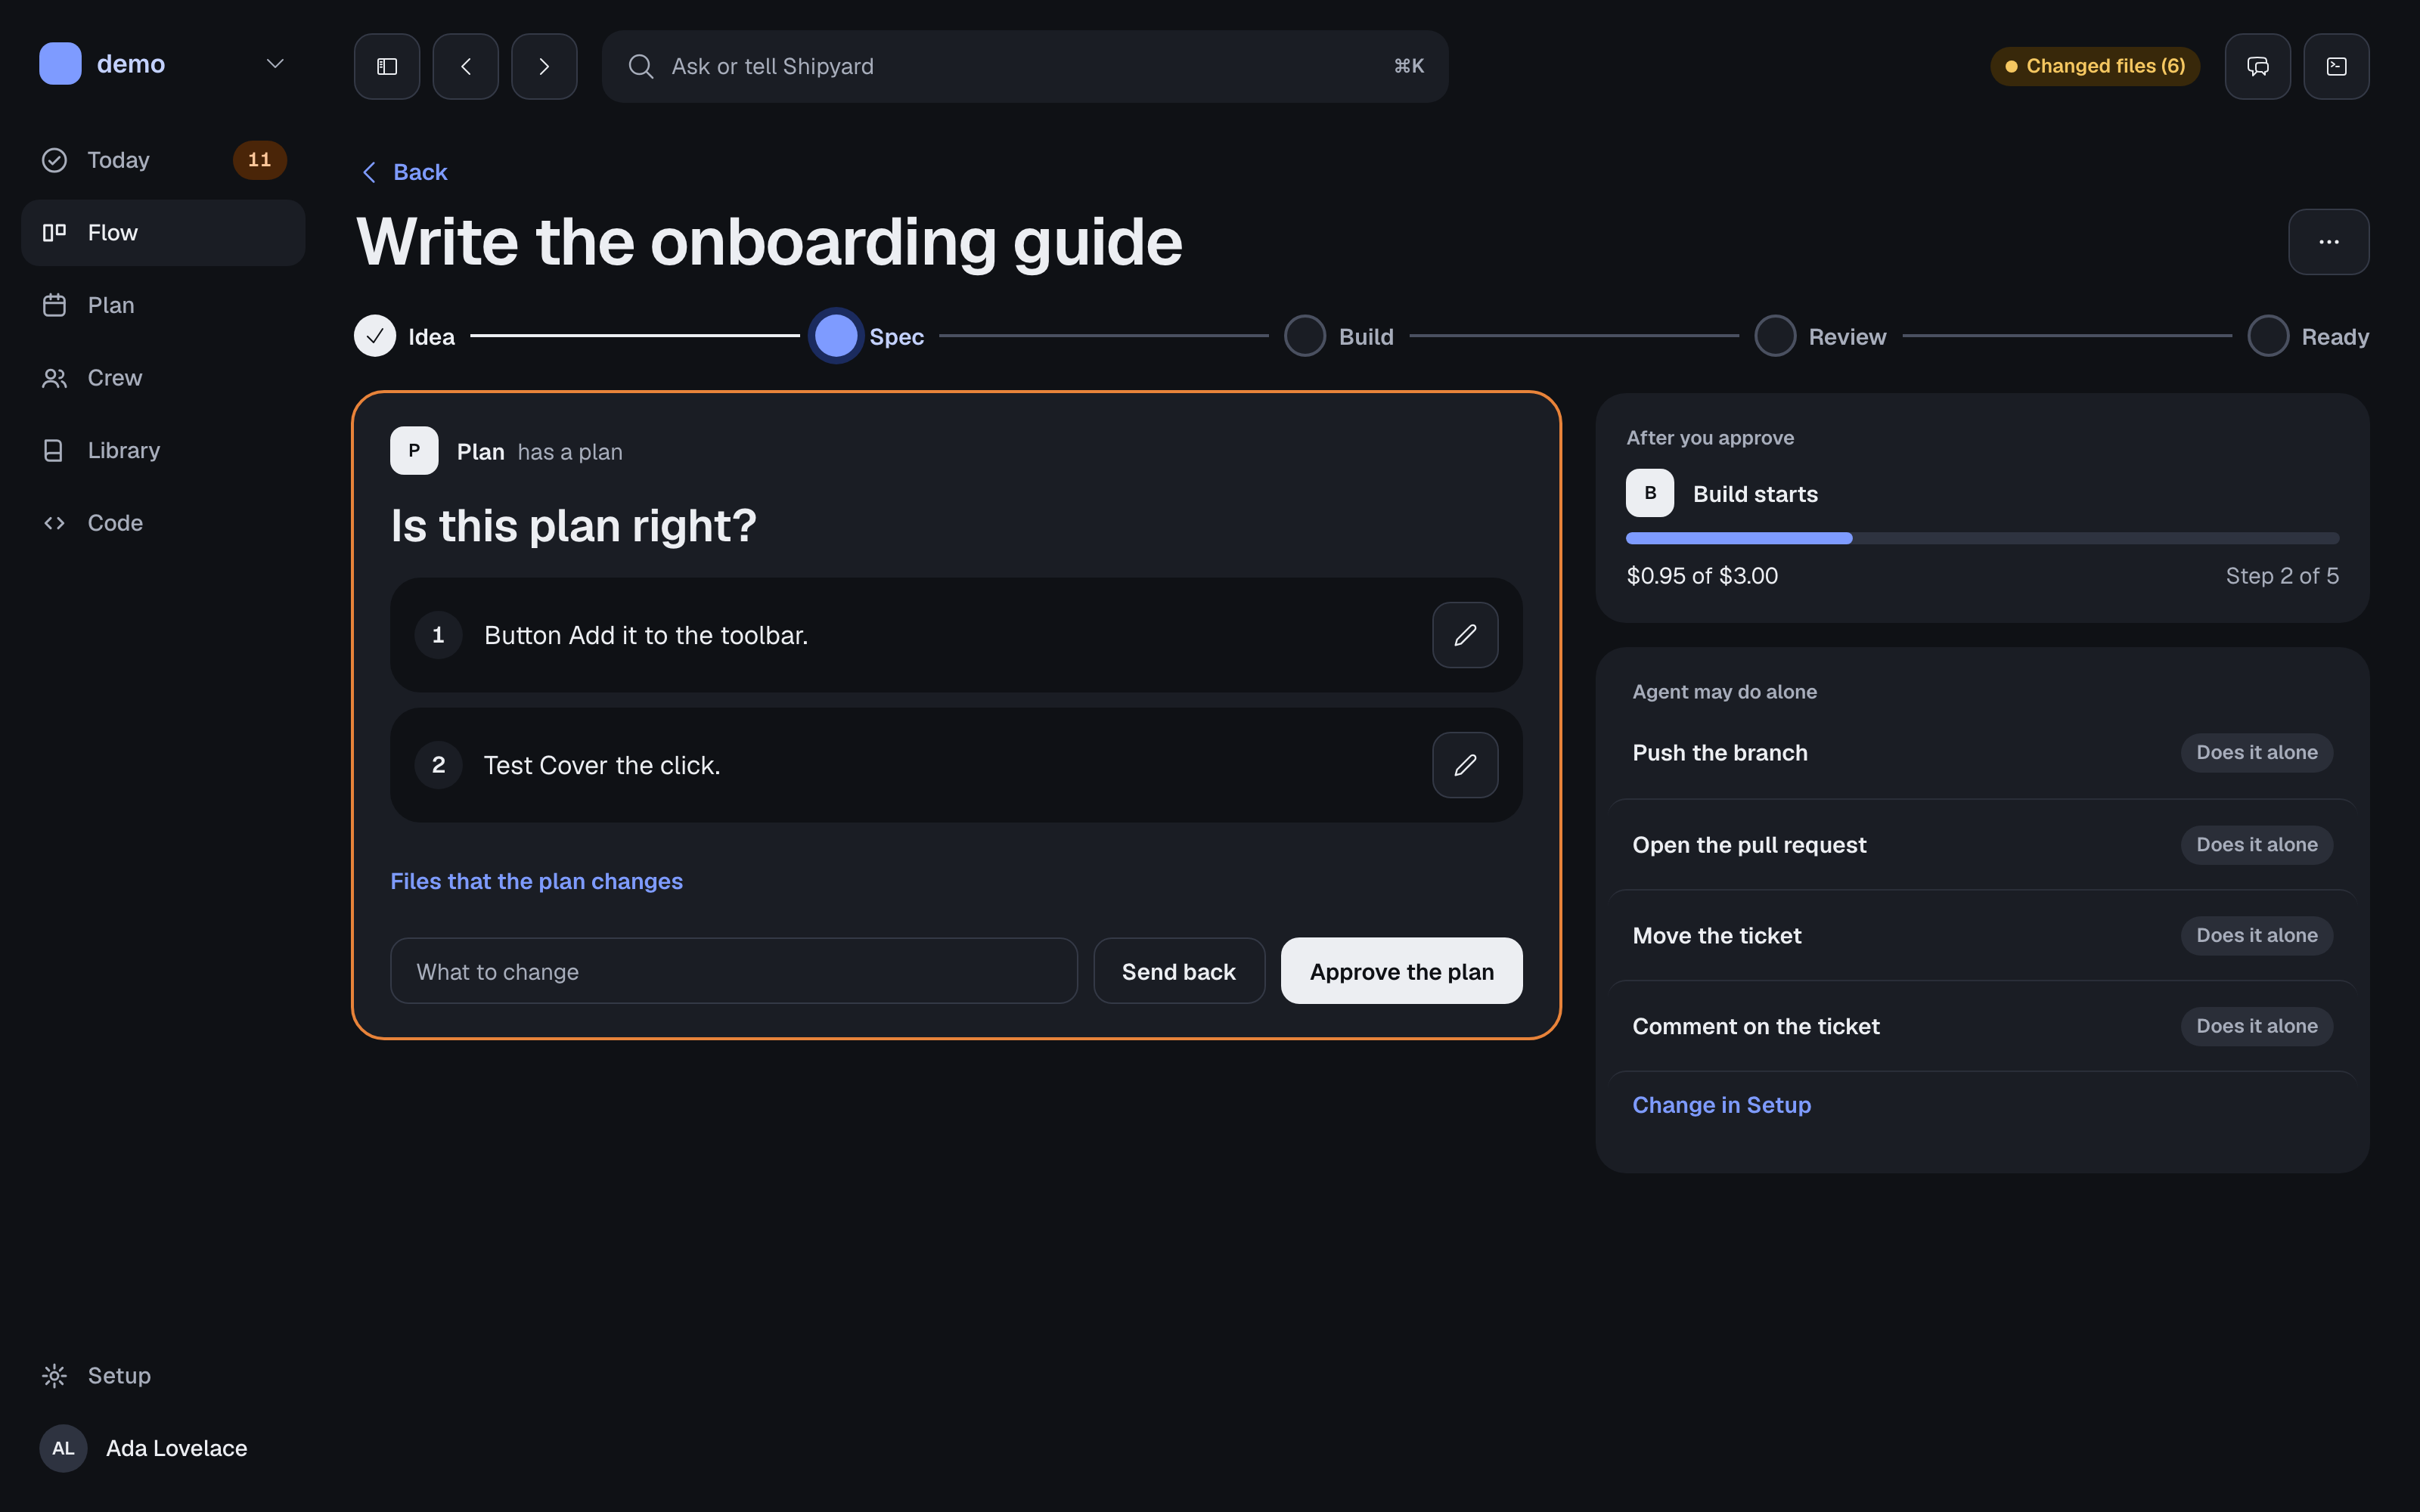 demo
Today 11
Flow
Plan
Crew
Library
Code
Setup
AL Ada Lovelace
Ask or tell Shipyard ⌘K
Changed files (6)
Back
Write the onboarding guide
Idea Spec Build Review Ready
P Plan has a plan
Is this plan right?
1 Button Add it to the toolbar.
2 Test Cover the click.
Files that the plan changes
What to change Send back Approve the plan
After you approve
B Build starts
$0.95 of $3.00 Step 2 of 5
Agent may do alone
Push the branch Does it alone
Open the pull request Does it alone
Move the ticket Does it alone
Comment on the ticket Does it alone
Change in Setup